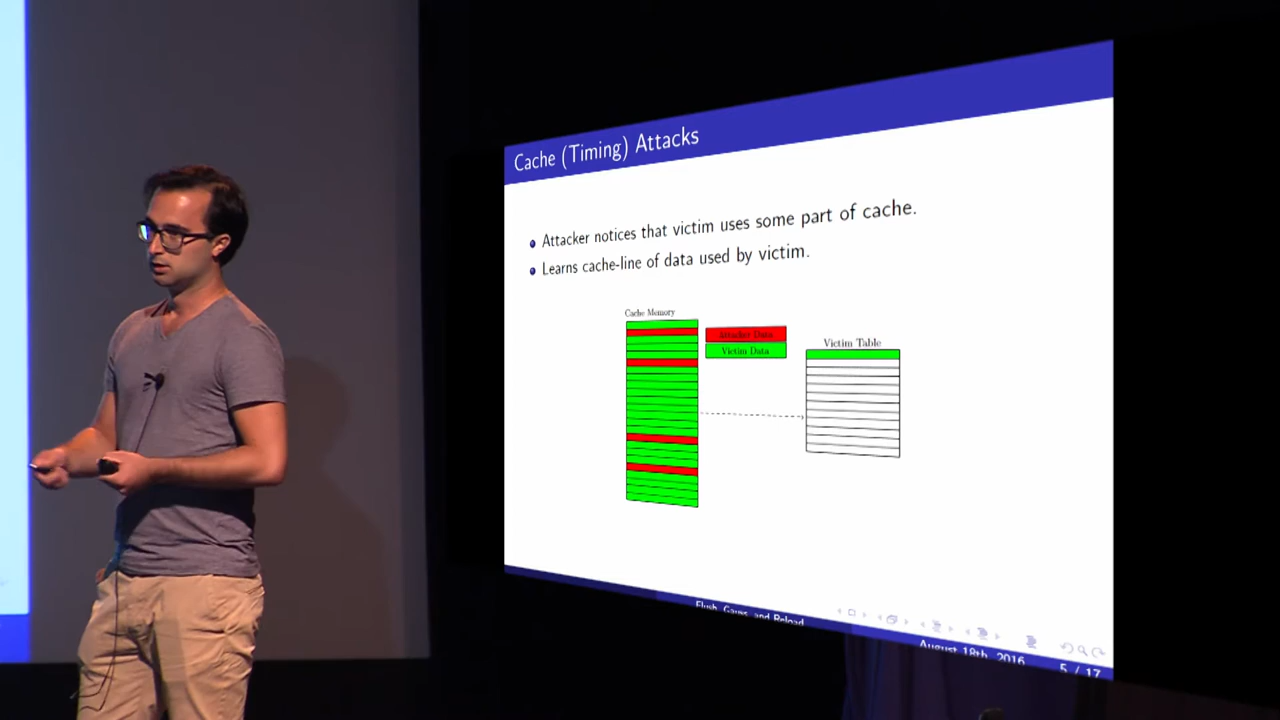 Cache (Timing) Attacks
Attacker notices that victim uses some part of cache.
Learns cache-line of data used by victim.
Cache Memory
Attacker Data
Victim Data
Victim Table
Flush, Gauss, and Reload
August 18th, 2016
5 / 17